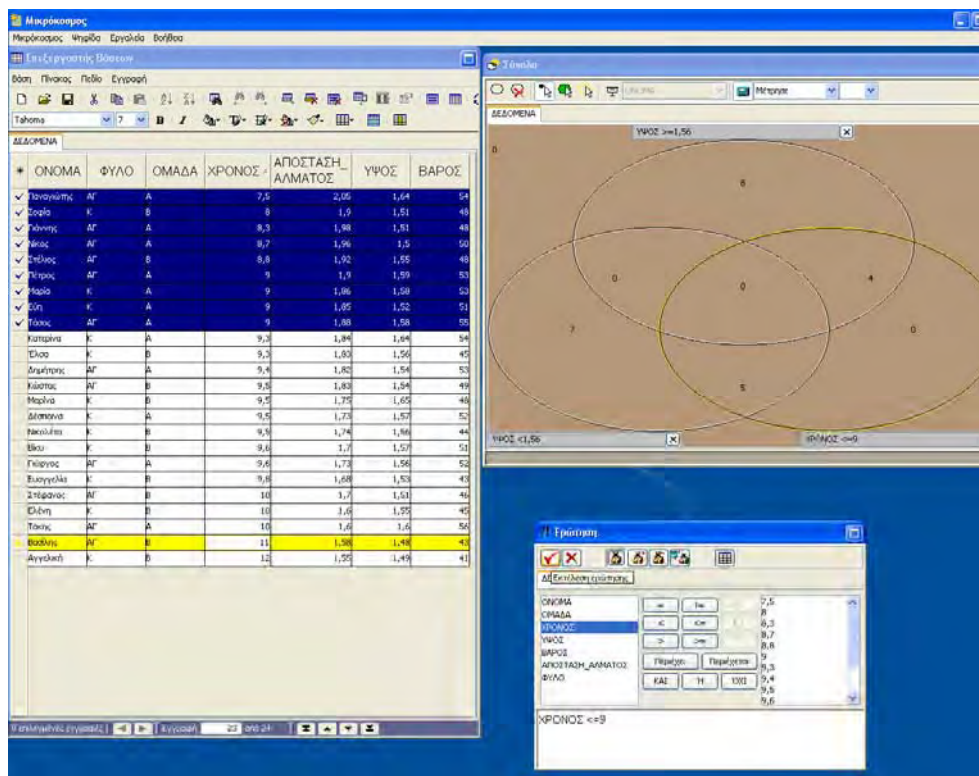 Μικρόκοσμος
Μικρόκοσμος Ψηφίδα Εργαλεία Βοήθεια
Επεξεργαστής Βάσεων
Βάση Πίνακας Πεδίο Εγγραφή
Tahoma 7 B I
ΔΕΔΟΜΕΝΑ
ΟΝΟΜΑ ΦΥΛΟ ΟΜΑΔΑ ΧΡΟΝΟΣ ΑΠΟΣΤΑΣΗ_ΑΛΜΑΤΟΣ ΥΨΟΣ ΒΑΡΟΣ
Παναγιώτης ΑΓ Α 7,5 2,05 1,64 54
Σοφία Κ Β 8 1,9 1,51 48
Γιάννης ΑΓ Α 8,3 1,98 1,51 48
Νίκος ΑΓ Α 8,7 1,96 1,5 50
Στέλιος ΑΓ Β 8,8 1,92 1,55 48
Πέτρος ΑΓ Α 9 1,9 1,59 53
Μαρία Κ Α 9 1,86 1,58 53
Εύη Κ Α 9 1,85 1,52 51
Τάσος ΑΓ Α 9 1,88 1,58 55
Κατερίνα Κ Α 9,3 1,84 1,64 54
Έλσα Κ Β 9,3 1,83 1,56 45
Δημήτρης ΑΓ Α 9,4 1,82 1,54 53
Κώστας ΑΓ Β 9,5 1,83 1,54 49
Μαρίνα Κ Β 9,5 1,75 1,65 48
Δέσποινα Κ Α 9,5 1,73 1,57 52
Νικολέτα Κ Β 9,5 1,74 1,56 44
Βίκυ Κ Β 9,6 1,7 1,57 51
Γιώργος ΑΓ Α 9,6 1,73 1,56 52
Ευαγγελία Κ Β 9,8 1,68 1,53 43
Στέφανος ΑΓ Β 10 1,7 1,51 46
Ελένη Κ Β 10 1,6 1,55 45
Τάκης ΑΓ Α 10 1,6 1,6 56
Βασίλης ΑΓ Β 11 1,58 1,48 43
Αγγελική Κ Β 12 1,55 1,49 41
επιλεγμένες εγγραφές Εγγραφή 23 από 24
Σύνολα
Μέτρησε
ΔΕΔΟΜΕΝΑ
ΥΨΟΣ >=1,56
0
8
0 0 4
7 0
5
ΥΨΟΣ <1,56 ΧΡΟΝΟΣ <=9
Ερώτηση
Εκτέλεση ερώτησης
ΟΝΟΜΑ
ΟΜΑΔΑ
ΧΡΟΝΟΣ
ΥΨΟΣ
ΒΑΡΟΣ
ΑΠΟΣΤΑΣΗ_ΑΛΜΑΤΟΣ
ΦΥΛΟ
= !=
< <=
> >=
Περιέχει Περιέχεται
ΚΑΙ Ή ΌΧΙ
7,5
8
8,3
8,7
8,8
9
9,3
9,4
9,5
9,6
ΧΡΟΝΟΣ <=9